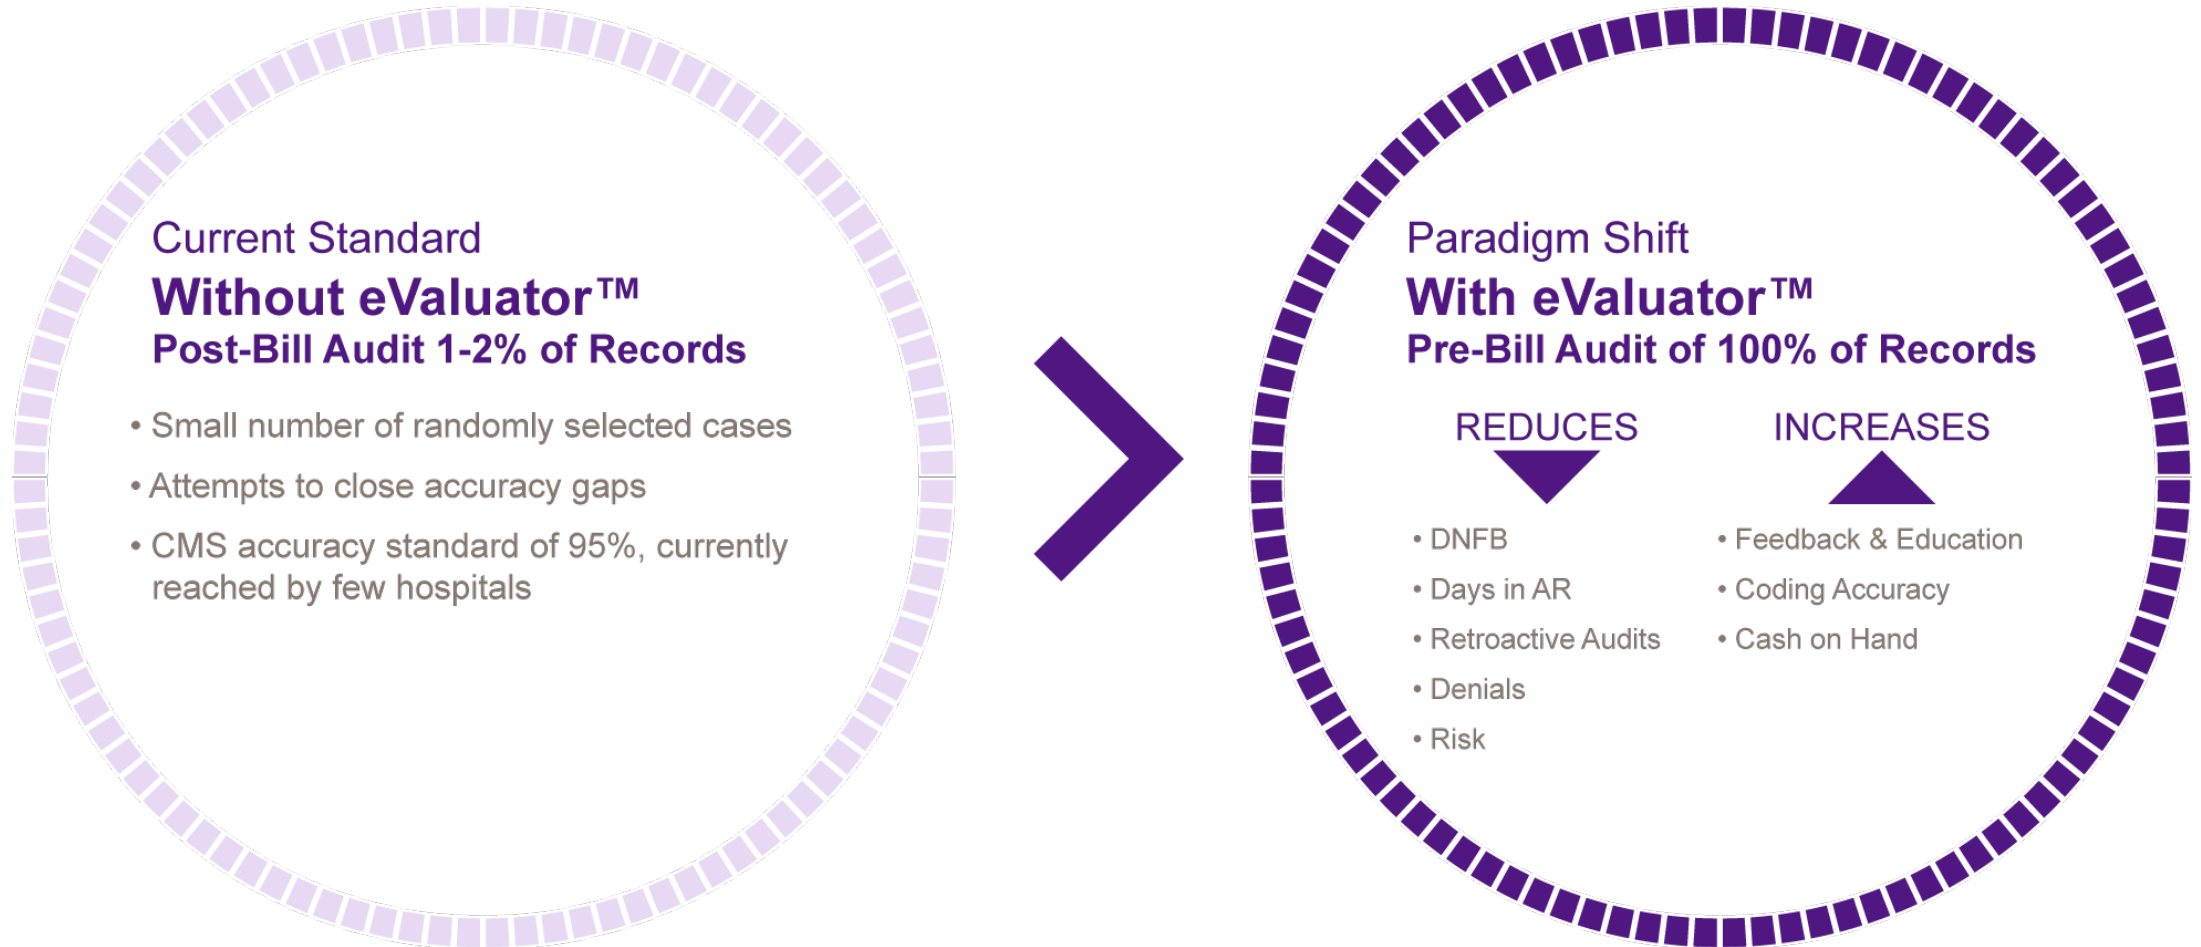 Current Standard
Without eValuator™
Post-Bill Audit 1-2% of Records
• Small number of randomly selected cases
• Attempts to close accuracy gaps
• CMS accuracy standard of 95%, currently
reached by few hospitals
Paradigm Shift
With eValuator™
Pre-Bill Audit of 100% of Records
REDUCES
• DNFB
• Days in AR
• Retroactive Audits
• Denials
• Risk
INCREASES
• Feedback & Education
• Coding Accuracy
• Cash on Hand